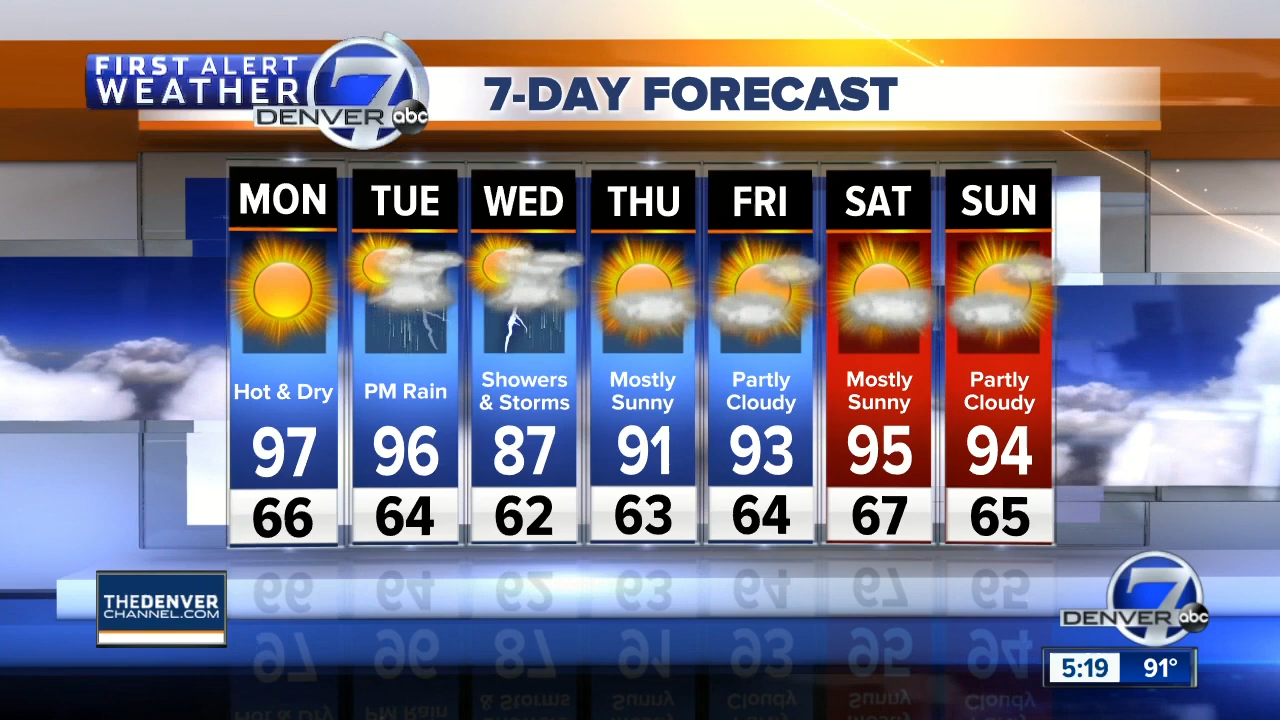 FIRST ALERT
WEATHER
7
DENVER abc
7-DAY FORECAST
MON TUE WED THU FRI SAT SUN
Hot & Dry
PM Rain
Showers
& Storms
Mostly
Sunny
Partly
Cloudy
Mostly
Sunny
Partly
Cloudy
97 96 87 91 93 95 94
66 64 62 63 64 67 65
THEDENVER
CHANNEL.COM
7
DENVER abc
5:19 91°